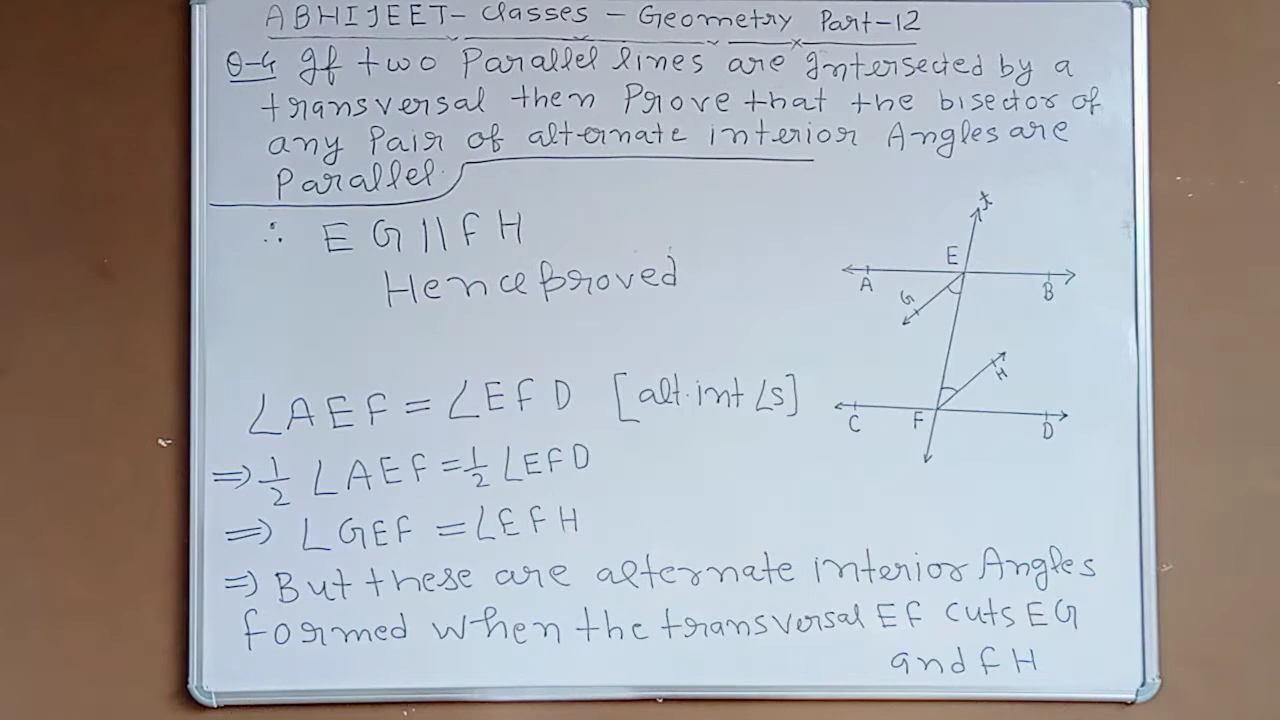 ABHIJEET - Classes - Geometry Part-12
Q-4 If two Parallel lines are Intersected by a
transversal then Prove that the bisector of
any Pair of alternate interior Angles are
Parallel.
∴ EG || FH
Hence Proved
∠AEF = ∠EFD [alt. int ∠s]
⇒ 1/2 ∠AEF = 1/2 ∠EFD
⇒ ∠GEF = ∠EFH
⇒ But these are alternate interior Angles
formed when the transversal EF cuts EG
and FH
t
E
A
B
G
H
C
F
D